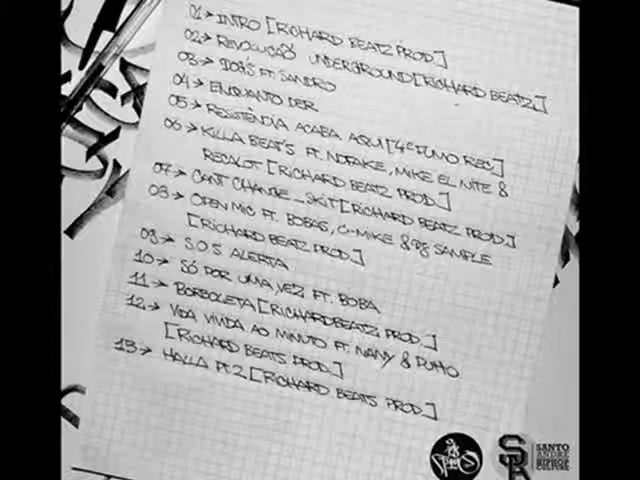 01→ INTRO [RICHARD BEATZ PROD.]
02→ REVOLUÇÃO UNDERGROUND [RICHARD BEATZ]
03→ DOG'S FT. SANDRO
04→ ENQUANTO DER
05→ RESISTÊNCIA ACABA AQUI [4º FUMO REC]
06→ KILLA BEAT'S FT. NOFAKE, MIKE EL NITE &
REDALOT [RICHARD BEATZ PROD.]
07→ CAN'T CHANGE_SKIT [RICHARD BEATZ PROD.]
08→ OPEN MIC FT. BOBAS, C-MIKE & DJ SAMPLE
[RICHARD BEATZ PROD.]
09→ S.O.S ALERTA
10→ SÓ POR UMA VEZ FT. BOBA
11→ BORBOLETA [RICHARDBEATZ PROD.]
12→ VIDA VIVIDA AO MINUTO FT. NANY &
[RICHARD BEATS PROD.]
13→ HALLA PT.2 [RICHARD BEATS PROD.]
SANTO
ANDRÉ
HIPHOP
CULTURE